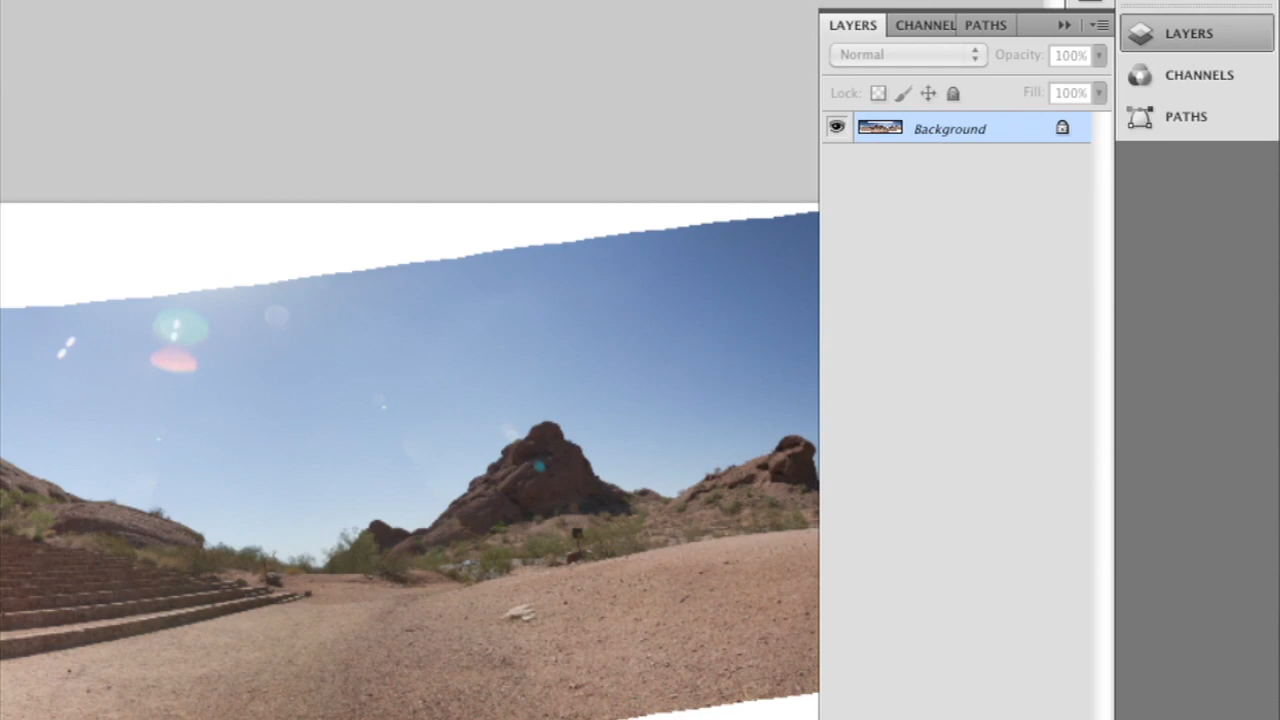 LAYERS CHANNEL PATHS
Normal Opacity: 100%
Lock: Fill: 100%
Background
LAYERS
CHANNELS
PATHS